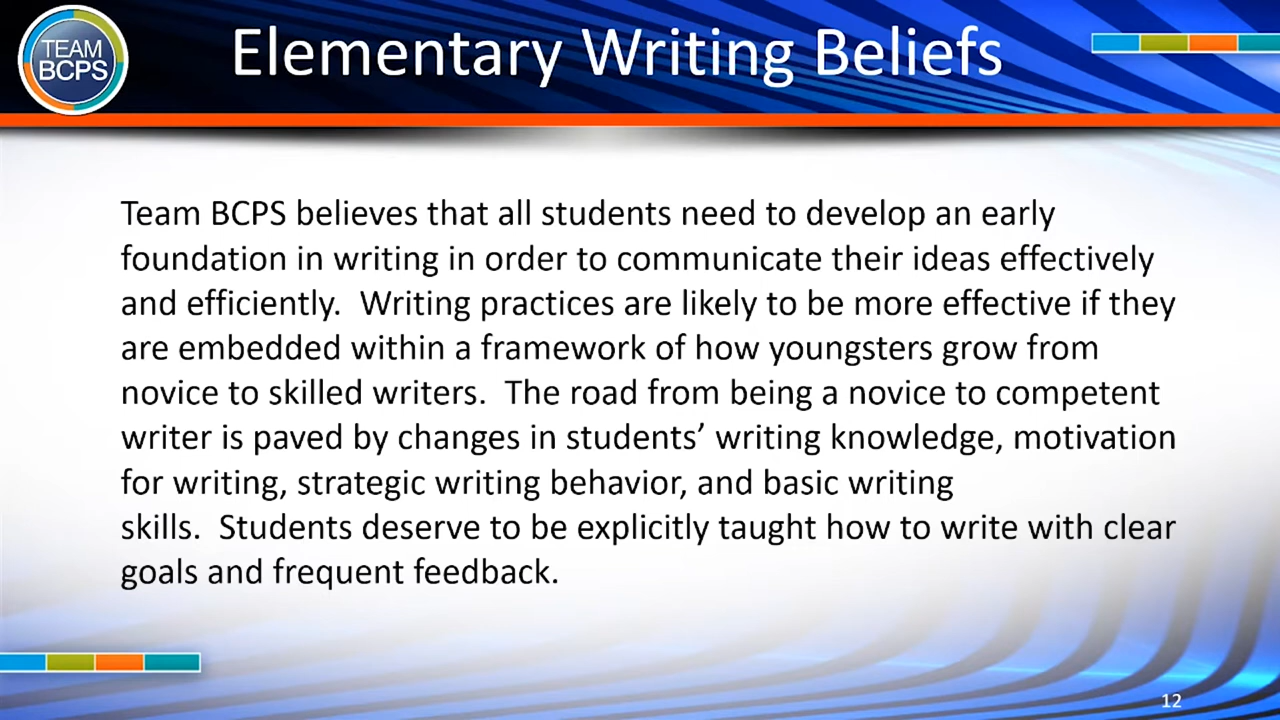 TEAM
BCPS
Elementary Writing Beliefs
Team BCPS believes that all students need to develop an early
foundation in writing in order to communicate their ideas effectively
and efficiently.  Writing practices are likely to be more effective if they
are embedded within a framework of how youngsters grow from
novice to skilled writers.  The road from being a novice to competent
writer is paved by changes in students’ writing knowledge, motivation
for writing, strategic writing behavior, and basic writing
skills.  Students deserve to be explicitly taught how to write with clear
goals and frequent feedback.
12